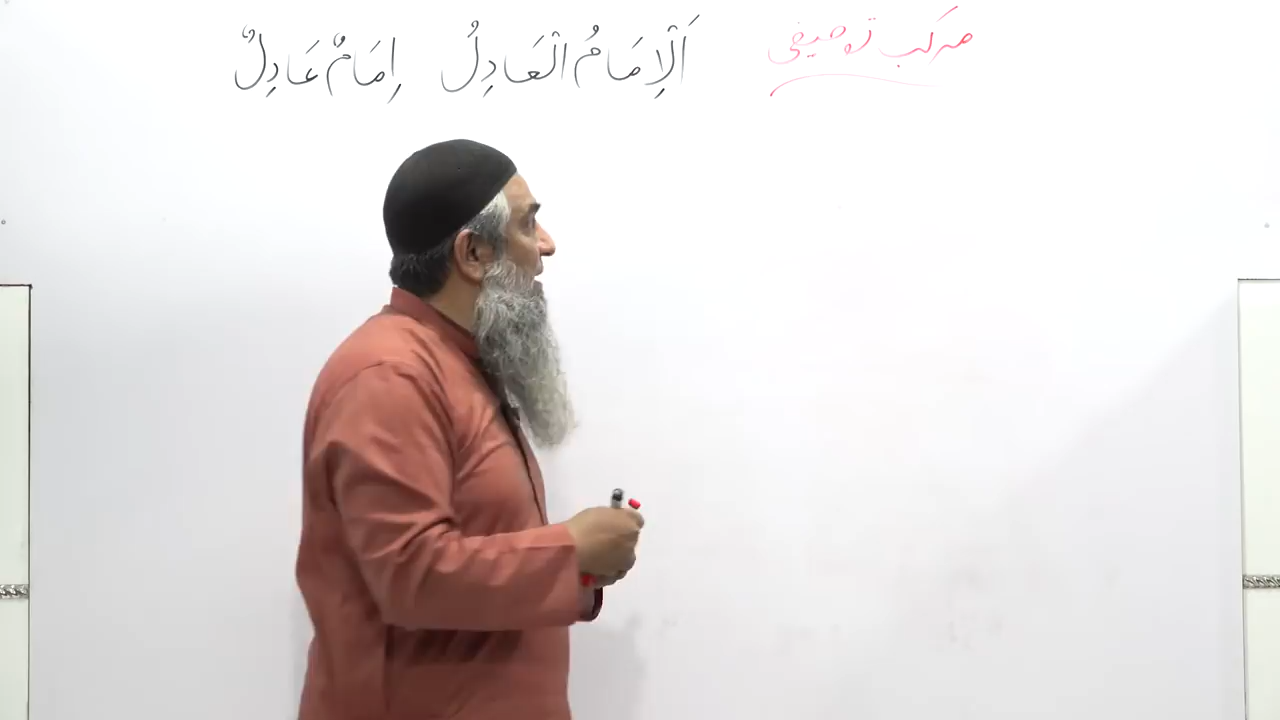 مرکب توصیفی اَلْاِمَامُ الْعَادِلُ اِمَامٌ عَادِلٌ